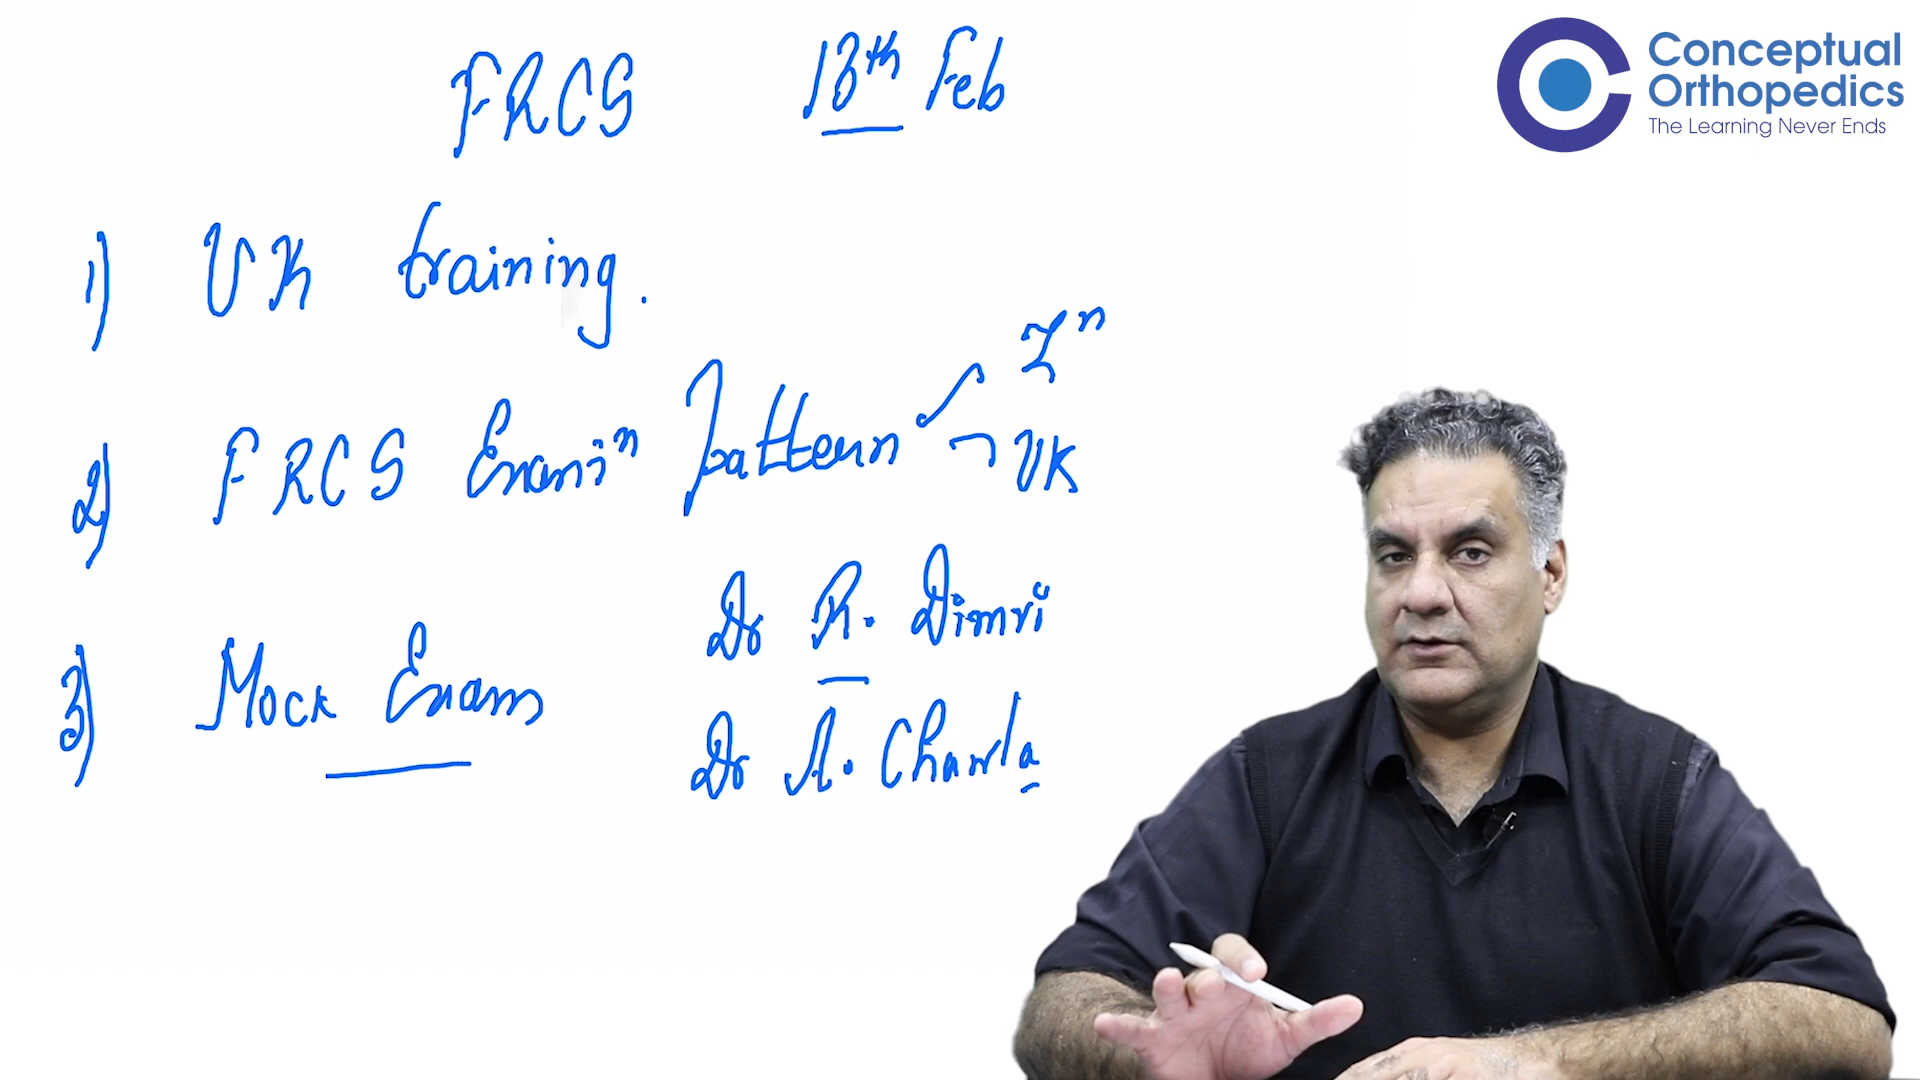 Conceptual
Orthopedics
The Learning Never Ends
FRCS 18th Feb
1) UK training.
2) FRCS Examin pattern In
UK
Dr R. Dimri
3) Mock Exam
Dr A. Chawla